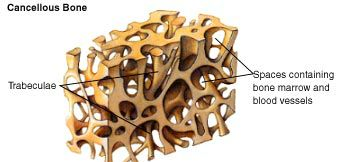 Cancellous Bone
Trabeculae
Spaces containing
bone marrow and
blood vessels